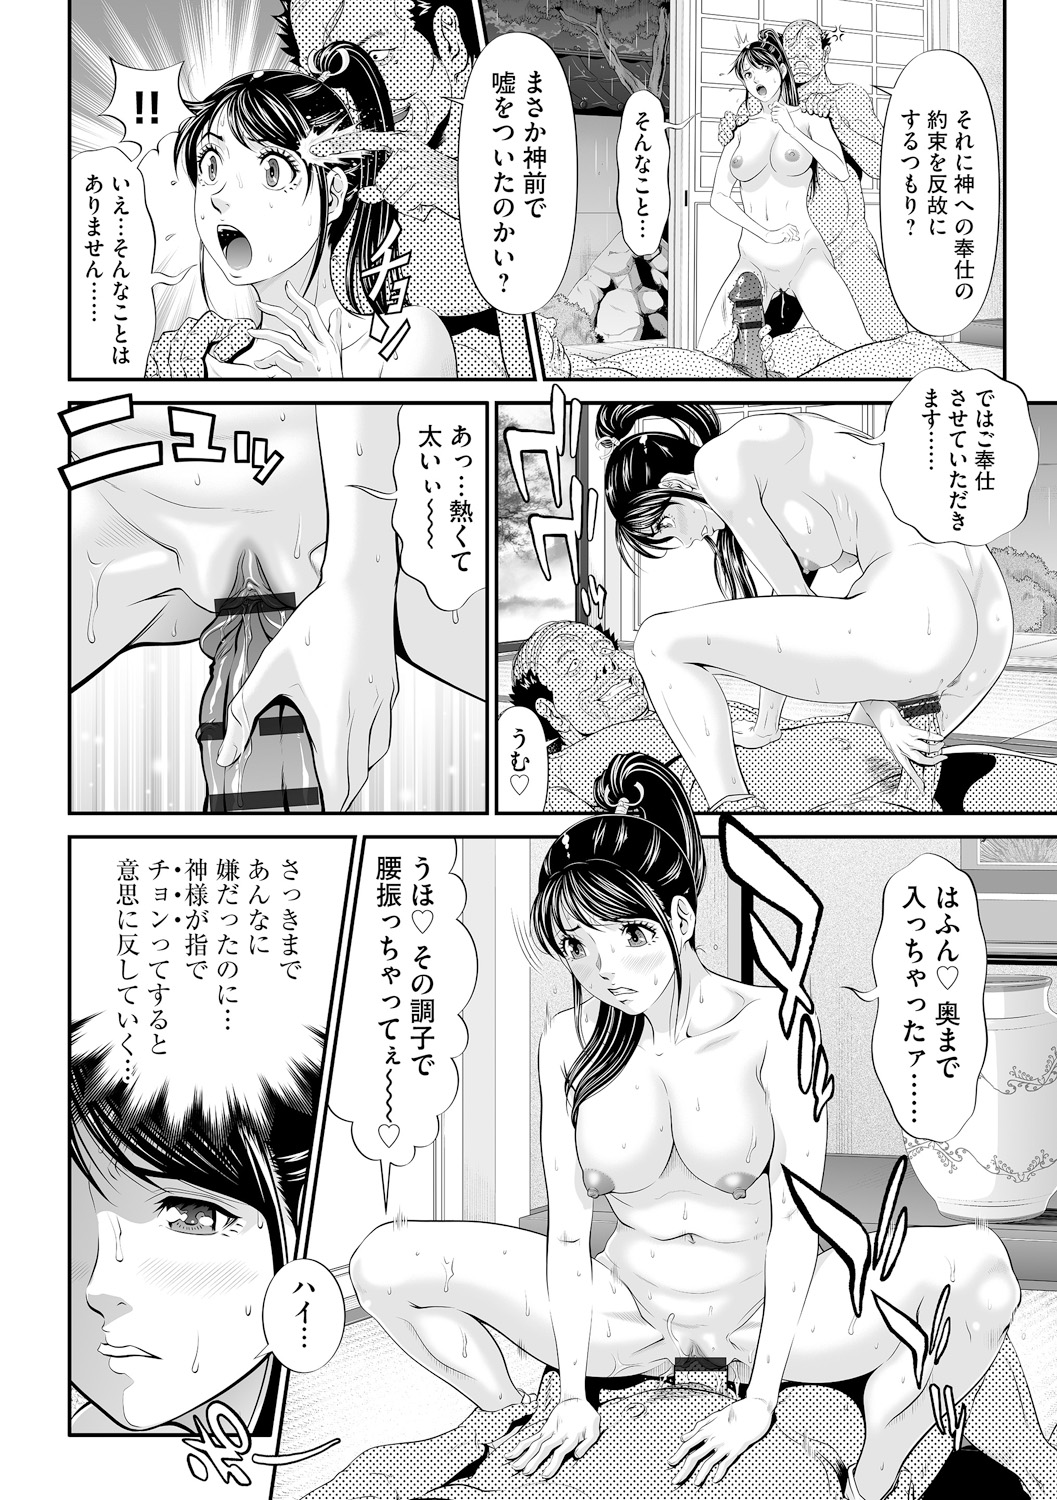 それに神への奉仕の
約束を反故に
するつもり？
そんなこと…
まさか神前で
嘘をついたのかい？
チョン
!!
いえ…そんなことは
ありません……
ではご奉仕
させていただき
ます……
うむ♡
あっ…熱くて
太いぃ〜〜
ニュッ
はふん♡奥まで
入っちゃったァ……
うほ♡その調子で
腰振っちゃってぇ〜〜♡
さっきまで
あんなに
嫌だったのに…
神様が指で
チョンってすると
意思に反していく…
ハイ…